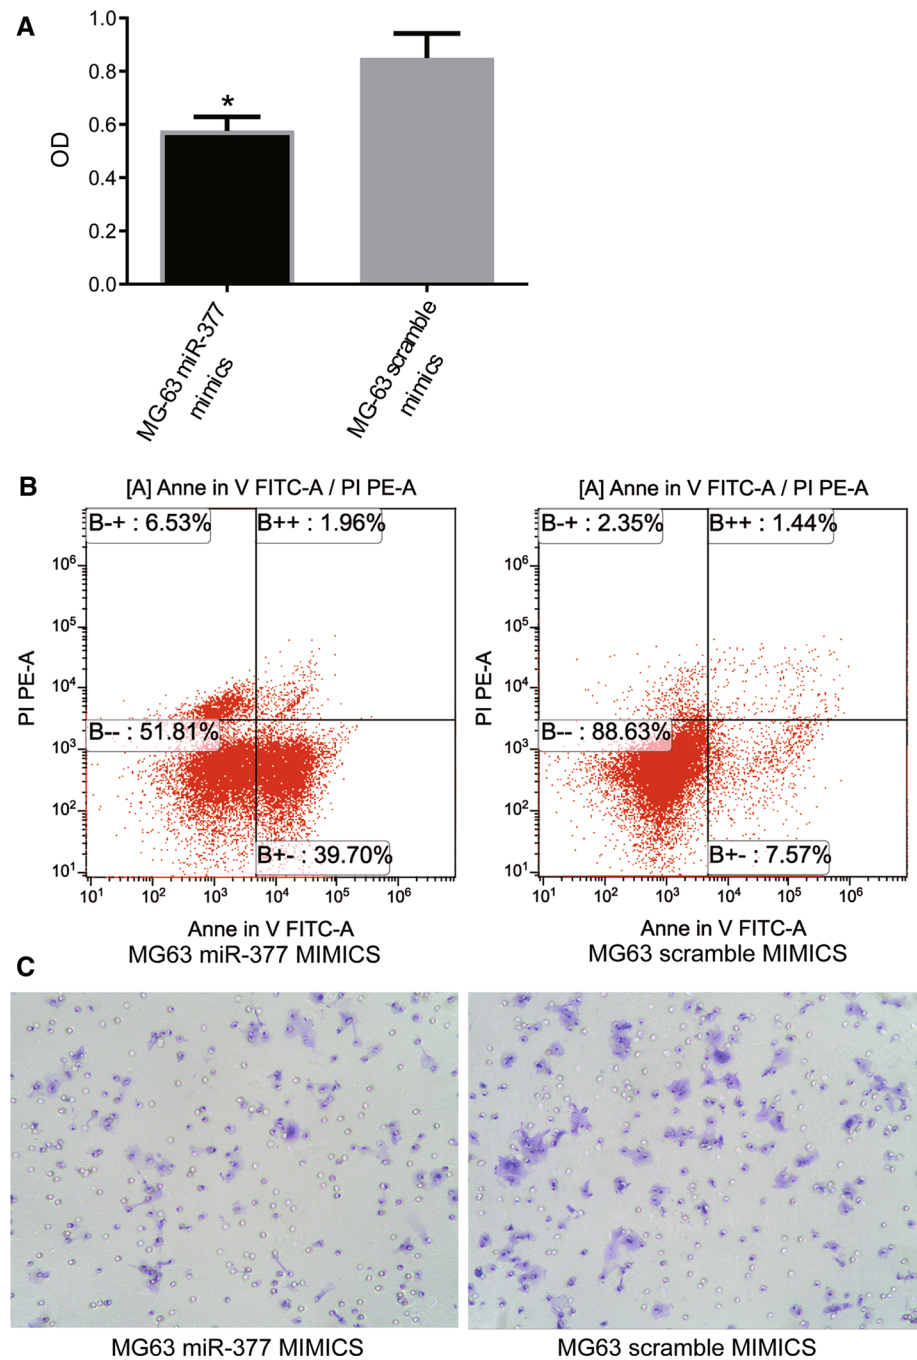 A
1.0
0.8
0.6
0.4
0.2
0.0
OD
*
MG-63 miR-377
mimics
MG-63 scramble
mimics
B
[A] Anne in V FITC-A / PI PE-A
B-+ : 6.53%
B++ : 1.96%
B-- : 51.81%
B+- : 39.70%
10⁶
10⁵
10⁴
10³
10²
10¹
PI PE-A
10¹ 10² 10³ 10⁴ 10⁵ 10⁶
Anne in V FITC-A
MG63 miR-377 MIMICS
[A] Anne in V FITC-A / PI PE-A
B-+ : 2.35%
B++ : 1.44%
B-- : 88.63%
B+- : 7.57%
10⁶
10⁵
10⁴
10³
10²
10¹
PI PE-A
10¹ 10² 10³ 10⁴ 10⁵ 10⁶
Anne in V FITC-A
MG63 scramble MIMICS
C
MG63 miR-377 MIMICS
MG63 scramble MIMICS